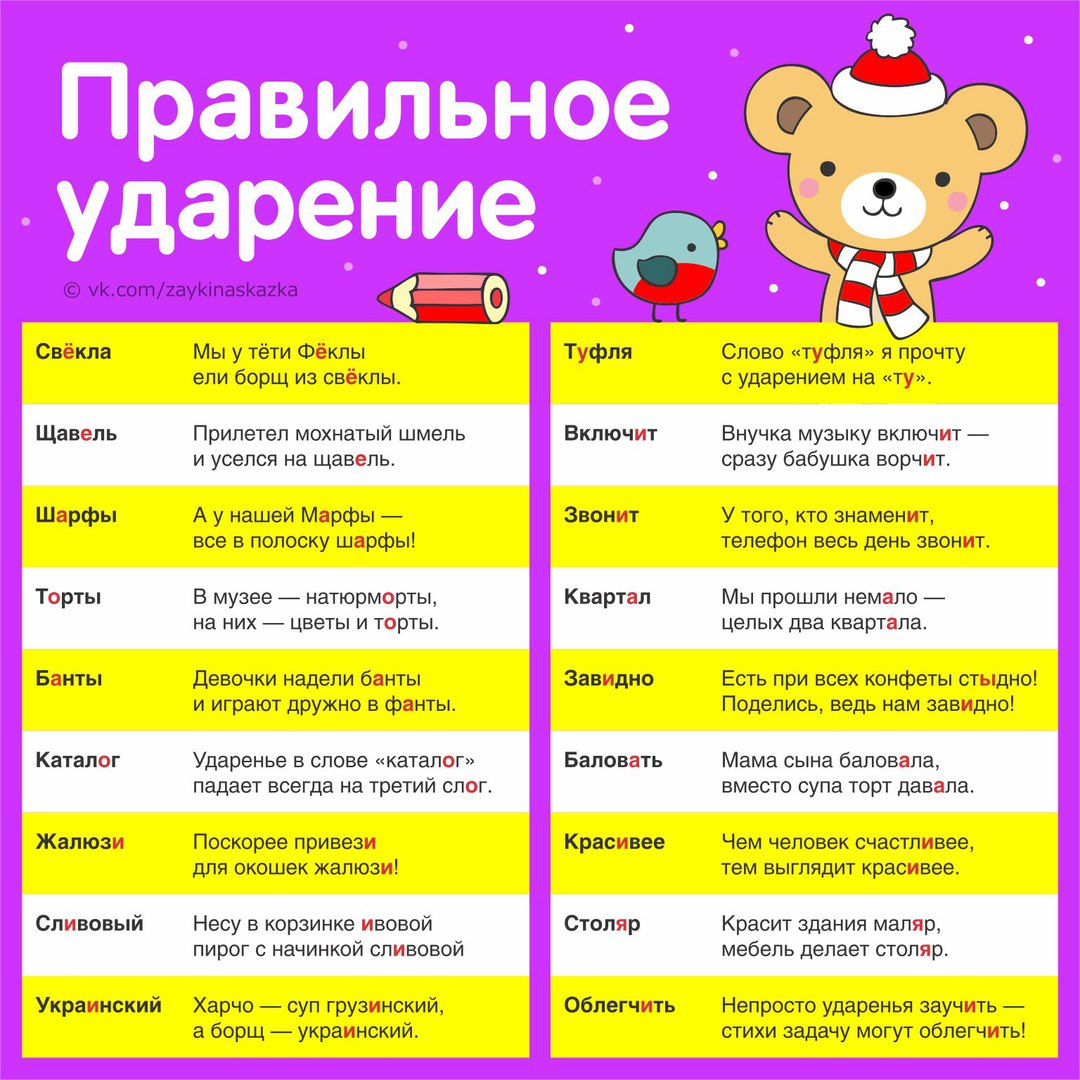 Правильное
ударение
© vk.com/zaykinaskazka
Свёкла
Мы у тёти Фёклы
ели борщ из свёклы.
Щавель
Прилетел мохнатый шмель
и уселся на щавель.
Шарфы
А у нашей Марфы —
все в полоску шарфы!
Торты
В музее — натюрморты,
на них — цветы и торты.
Банты
Девочки надели банты
и играют дружно в фанты.
Каталог
Ударенье в слове «каталог»
падает всегда на третий слог.
Жалюзи
Поскорее привези
для окошек жалюзи!
Сливовый
Несу в корзинке ивовой
пирог с начинкой сливовой
Украинский
Харчо — суп грузинский,
а борщ — украинский.
Туфля
Слово «туфля» я прочту
с ударением на «ту».
Включит
Внучка музыку включит —
сразу бабушка ворчит.
Звонит
У того, кто знаменит,
телефон весь день звонит.
Квартал
Мы прошли немало —
целых два квартала.
Завидно
Есть при всех конфеты стыдно!
Поделись, ведь нам завидно!
Баловать
Мама сына баловала,
вместо супа торт давала.
Красивее
Чем человек счастливее,
тем выглядит красивее.
Столяр
Красит здания маляр,
мебель делает столяр.
Облегчить
Непросто ударенья заучить —
стихи задачу могут облегчить!